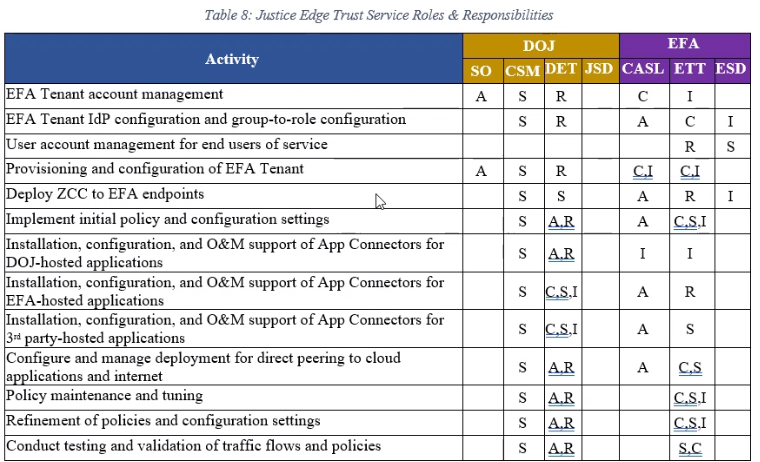 Table 8: Justice Edge Trust Service Roles & Responsibilities
Activity DOJ EFA
SO CSM DET JSD CASL ETT ESD
EFA Tenant account management A S R C I
EFA Tenant IdP configuration and group-to-role configuration S R A C I
User account management for end users of service R S
Provisioning and configuration of EFA Tenant A S R C,I C,I
Deploy ZCC to EFA endpoints S S A R I
Implement initial policy and configuration settings S A,R A C,S,I
Installation, configuration, and O&M support of App Connectors for
DOJ-hosted applications S A,R I I
Installation, configuration, and O&M support of App Connectors for
EFA-hosted applications S C,S,I A R
Installation, configuration, and O&M support of App Connectors for
3rd party-hosted applications S C,S,I A S
Configure and manage deployment for direct peering to cloud
applications and internet S A,R A C,S
Policy maintenance and tuning S A,R C,S,I
Refinement of policies and configuration settings S A,R C,S,I
Conduct testing and validation of traffic flows and policies S A,R S,C